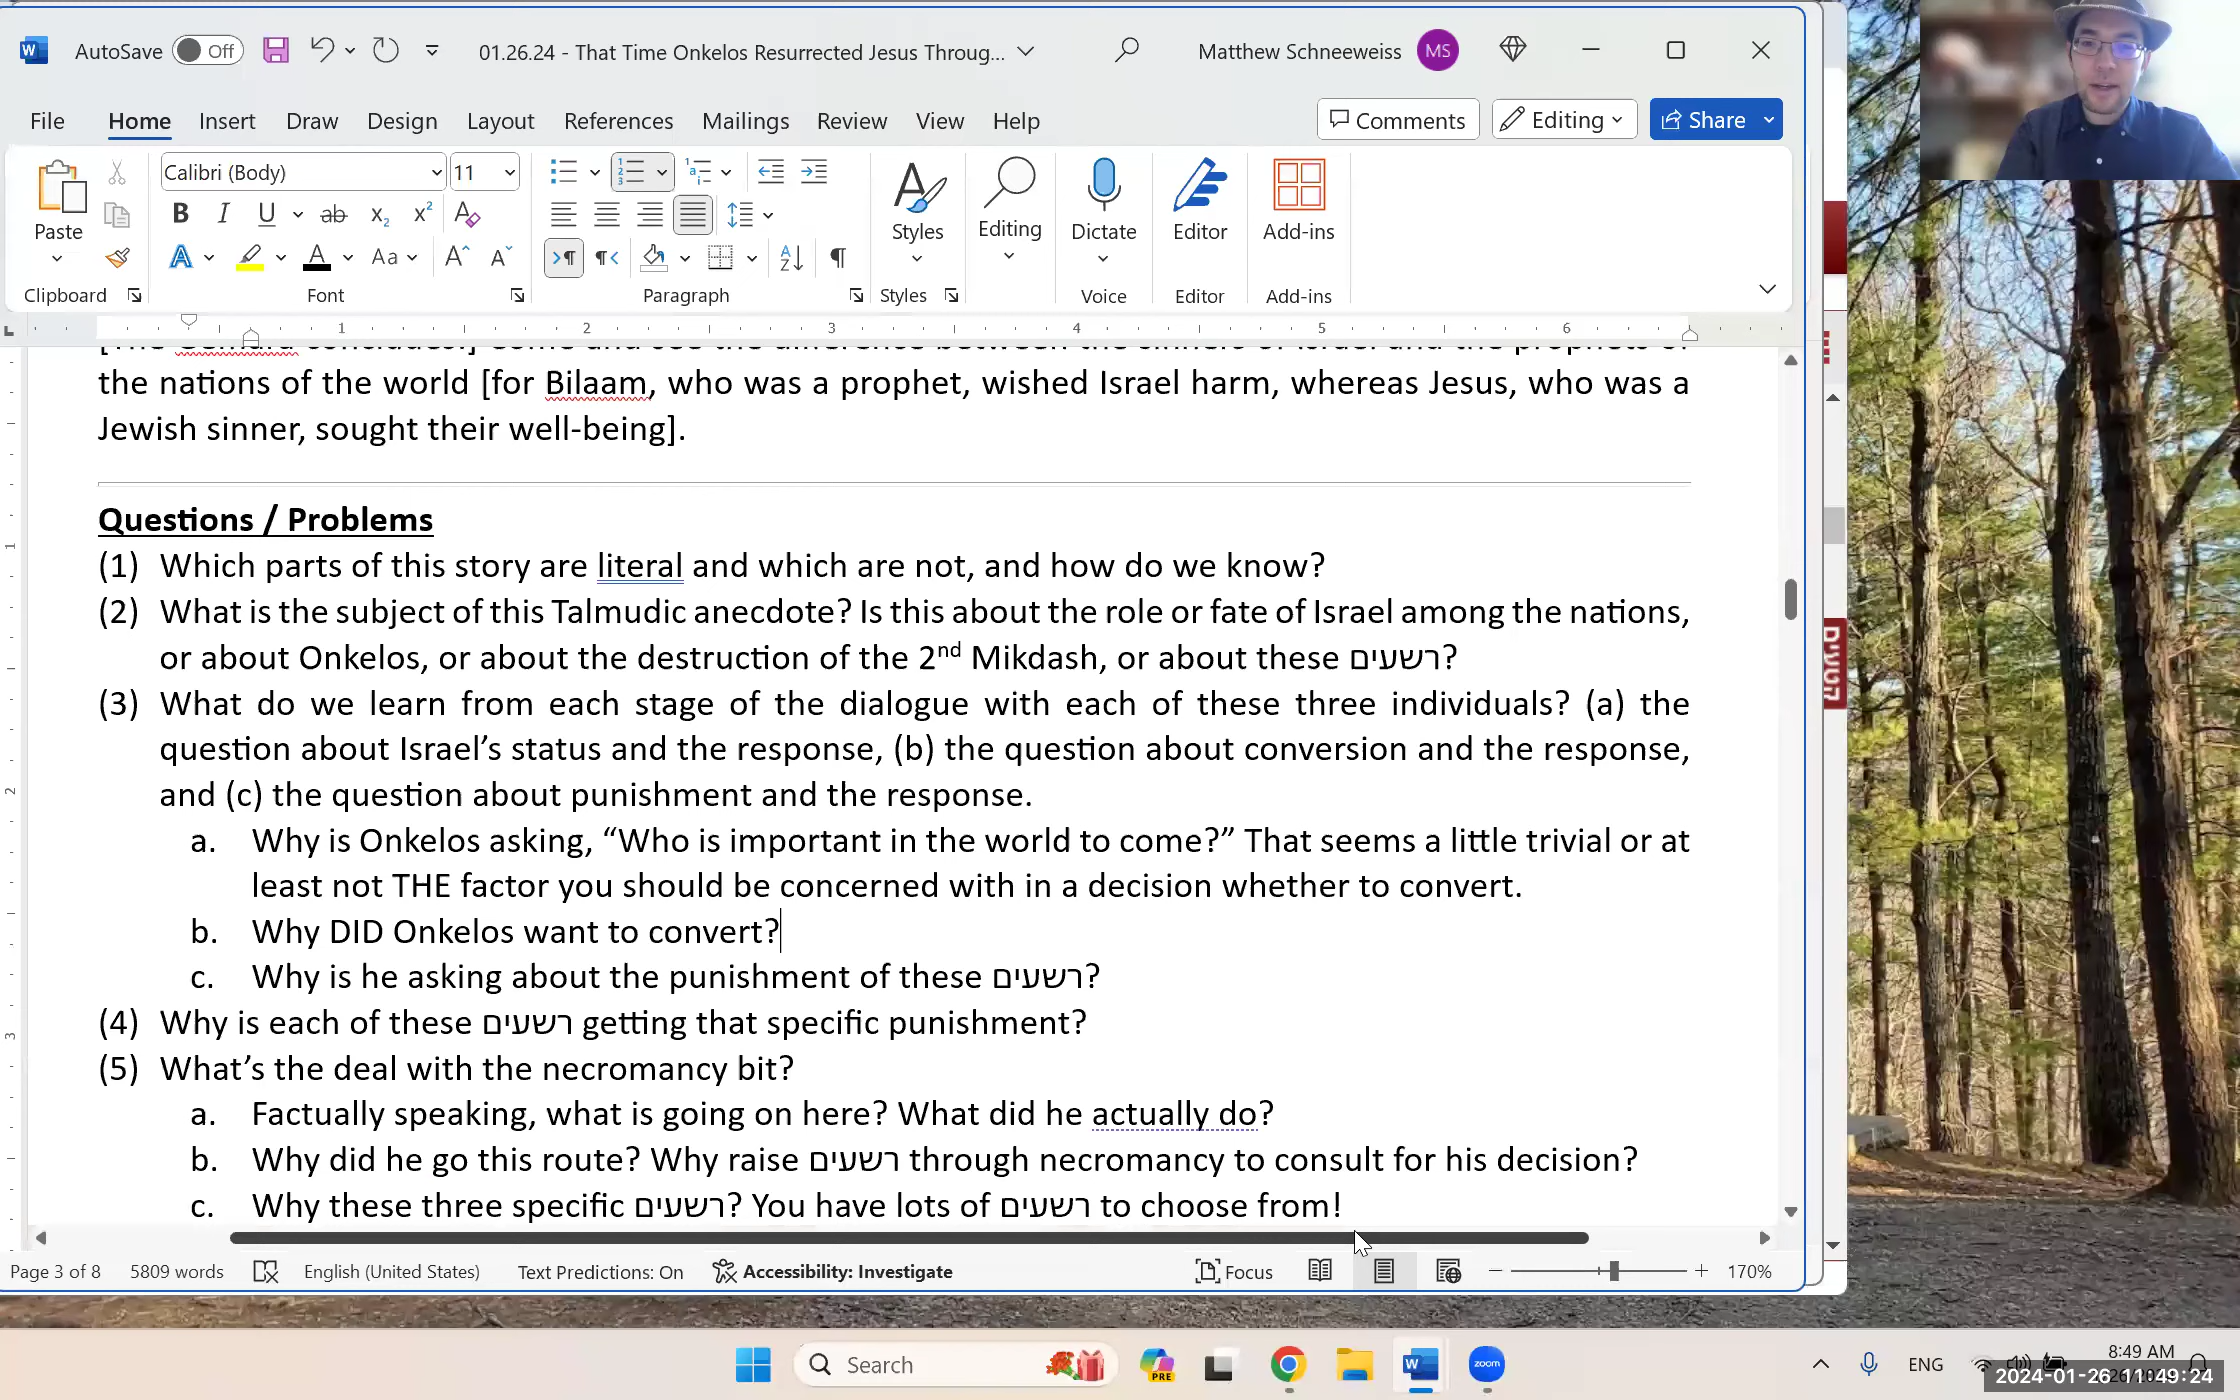 AutoSave Off 01.26.24 - That Time Onkelos Resurrected Jesus Throug... Matthew Schneeweiss MS
File Home Insert Draw Design Layout References Mailings Review View Help Comments Editing Share
Paste Calibri (Body) 11 Styles Editing Dictate Editor Add-ins
Clipboard Font Paragraph Styles Voice Editor Add-ins
1 2 3 4 5 6
the nations of the world [for Bilaam, who was a prophet, wished Israel harm, whereas Jesus, who was a
Jewish sinner, sought their well-being].
Questions / Problems
(1) Which parts of this story are literal and which are not, and how do we know?
(2) What is the subject of this Talmudic anecdote? Is this about the role or fate of Israel among the nations,
or about Onkelos, or about the destruction of the 2nd Mikdash, or about these רשעים?
(3) What do we learn from each stage of the dialogue with each of these three individuals? (a) the
question about Israel’s status and the response, (b) the question about conversion and the response,
and (c) the question about punishment and the response.
a. Why is Onkelos asking, “Who is important in the world to come?” That seems a little trivial or at
least not THE factor you should be concerned with in a decision whether to convert.
b. Why DID Onkelos want to convert?
c. Why is he asking about the punishment of these רשעים?
(4) Why is each of these רשעים getting that specific punishment?
(5) What’s the deal with the necromancy bit?
a. Factually speaking, what is going on here? What did he actually do?
b. Why did he go this route? Why raise רשעים through necromancy to consult for his decision?
c. Why these three specific רשעים? You have lots of רשעים to choose from!
Page 3 of 8 5809 words English (United States) Text Predictions: On Accessibility: Investigate Focus 170%
Search PRE zoom ENG 8:49 AM
2024-01-26 11:49:24